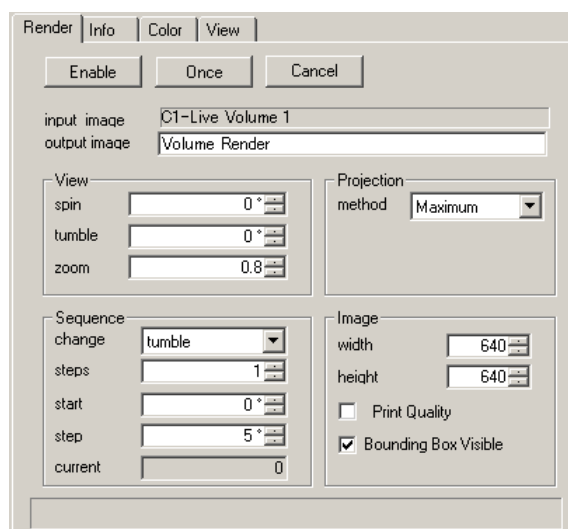 Render Info Color View
Enable Once Cancel
input image C1-Live Volume 1
output image Volume Render
View
spin 0 °
tumble 0 °
zoom 0.8
Projection
method Maximum
Sequence
change tumble
steps 1
start 0 °
step 5 °
current 0
Image
width 640
height 640
Print Quality
Bounding Box Visible